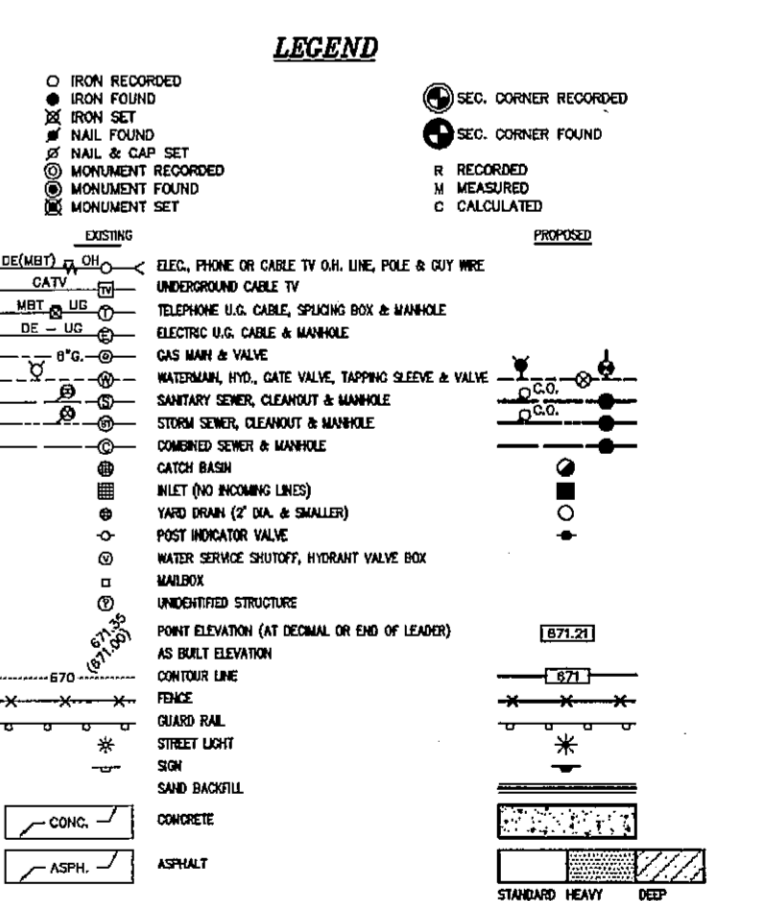 LEGEND
IRON RECORDED
IRON FOUND
IRON SET
NAIL FOUND
NAIL & CAP SET
MONUMENT RECORDED
MONUMENT FOUND
MONUMENT SET
SEC. CORNER RECORDED
SEC. CORNER FOUND
R RECORDED
M MEASURED
C CALCULATED
EXISTING PROPOSED
DE(MBT) OH ELEC., PHONE OR CABLE TV O.H. LINE, POLE & GUY WIRE
CATV TV UNDERGROUND CABLE TV
MBT UG T TELEPHONE U.G. CABLE, SPLICING BOX & MANHOLE
DE - UG E ELECTRIC U.G. CABLE & MANHOLE
8"G. G GAS MAIN & VALVE
W WATERMAIN, HYD., GATE VALVE, TAPPING SLEEVE & VALVE
S SANITARY SEWER, CLEANOUT & MANHOLE C.O.
ST STORM SEWER, CLEANOUT & MANHOLE C.O.
C COMBINED SEWER & MANHOLE
CATCH BASIN
INLET (NO INCOMING LINES)
YARD DRAIN (2' DIA. & SMALLER)
POST INDICATOR VALVE
V WATER SERVICE SHUTOFF, HYDRANT VALVE BOX
MAILBOX
? UNIDENTIFIED STRUCTURE
671.35 POINT ELEVATION (AT DECIMAL OR END OF LEADER) 671.21
(671.00) AS BUILT ELEVATION
670 CONTOUR LINE 671
FENCE
GUARD RAIL
STREET LIGHT
SIGN
SAND BACKFILL
CONC. CONCRETE
ASPH. ASPHALT
STANDARD HEAVY DEEP